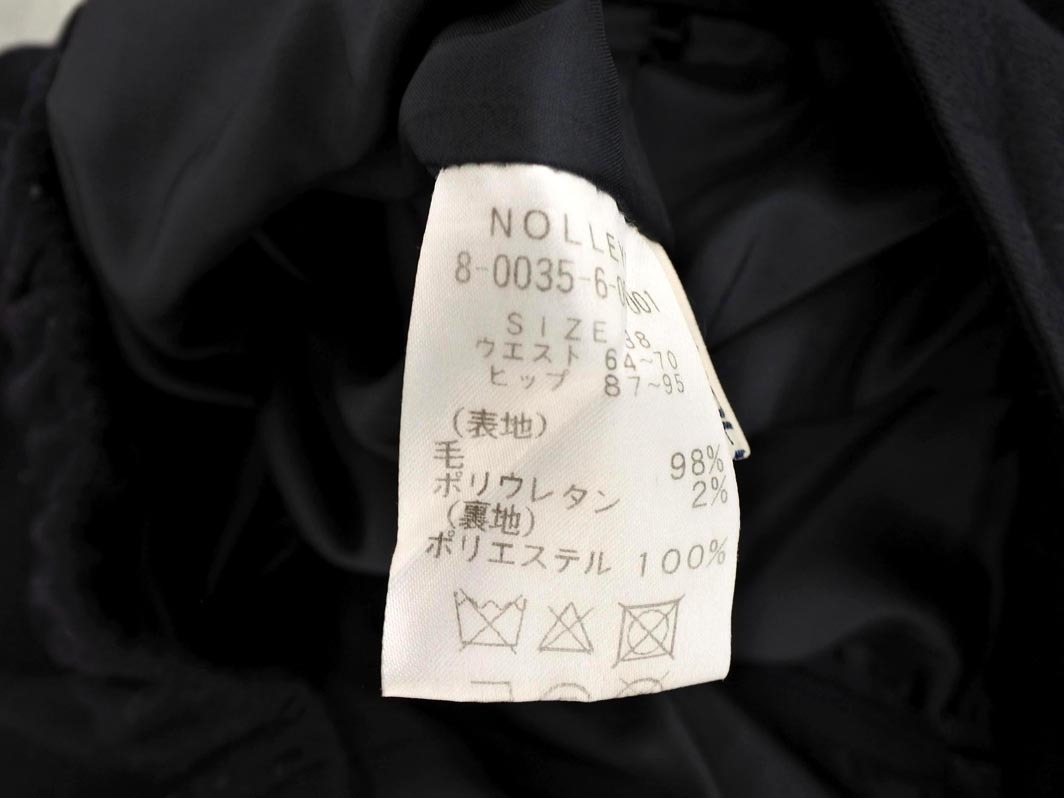 NOLLEY
8-0035-6-0
SIZE 38
ウエスト 64~70
ヒップ 87~95
(表地)
毛 98%
ポリウレタン 2%
(裏地)
ポリエステル 100%